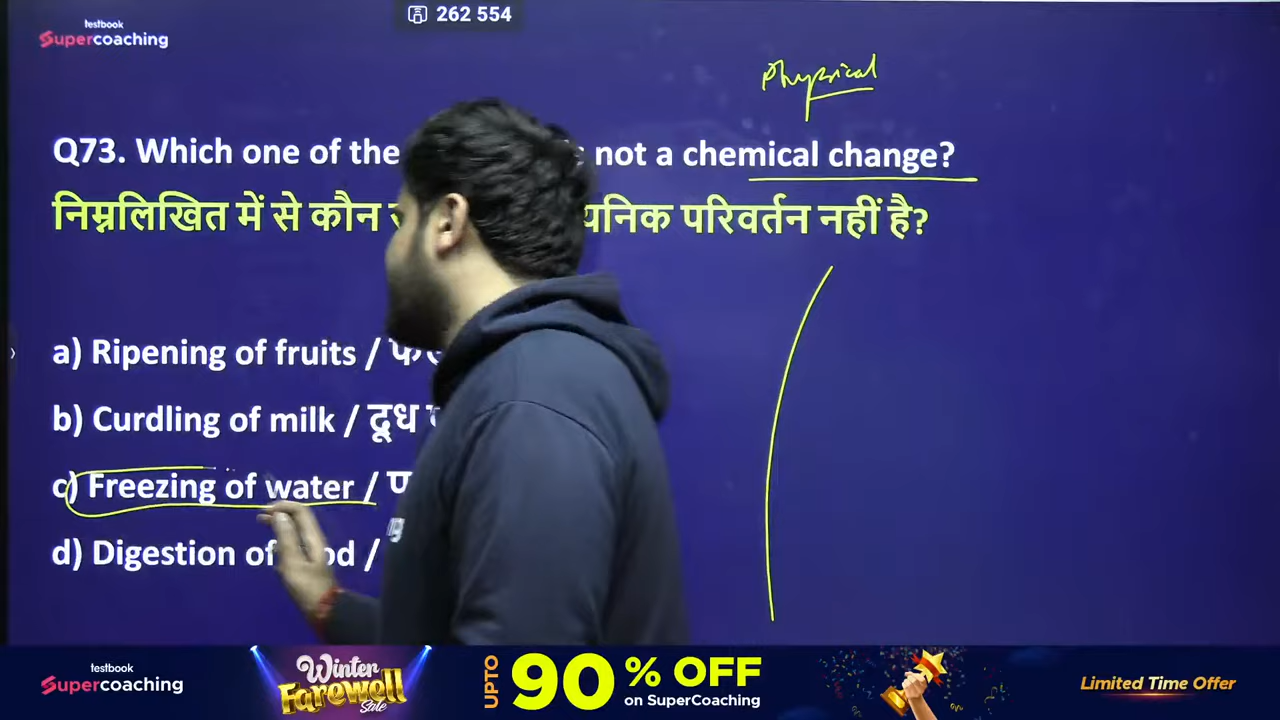 262 554
testbook
Supercoaching
Physical
Q73. Which one of the not a chemical change?
निम्नलिखित में से कौन परिवर्तन नहीं है?
a) Ripening of fruits /
b) Curdling of milk / दूध
c) Freezing of water /
d) Digestion of /
testbook
Supercoaching
Winter
Farewell
Sale
UPTO 90% OFF
on SuperCoaching
Limited Time Offer